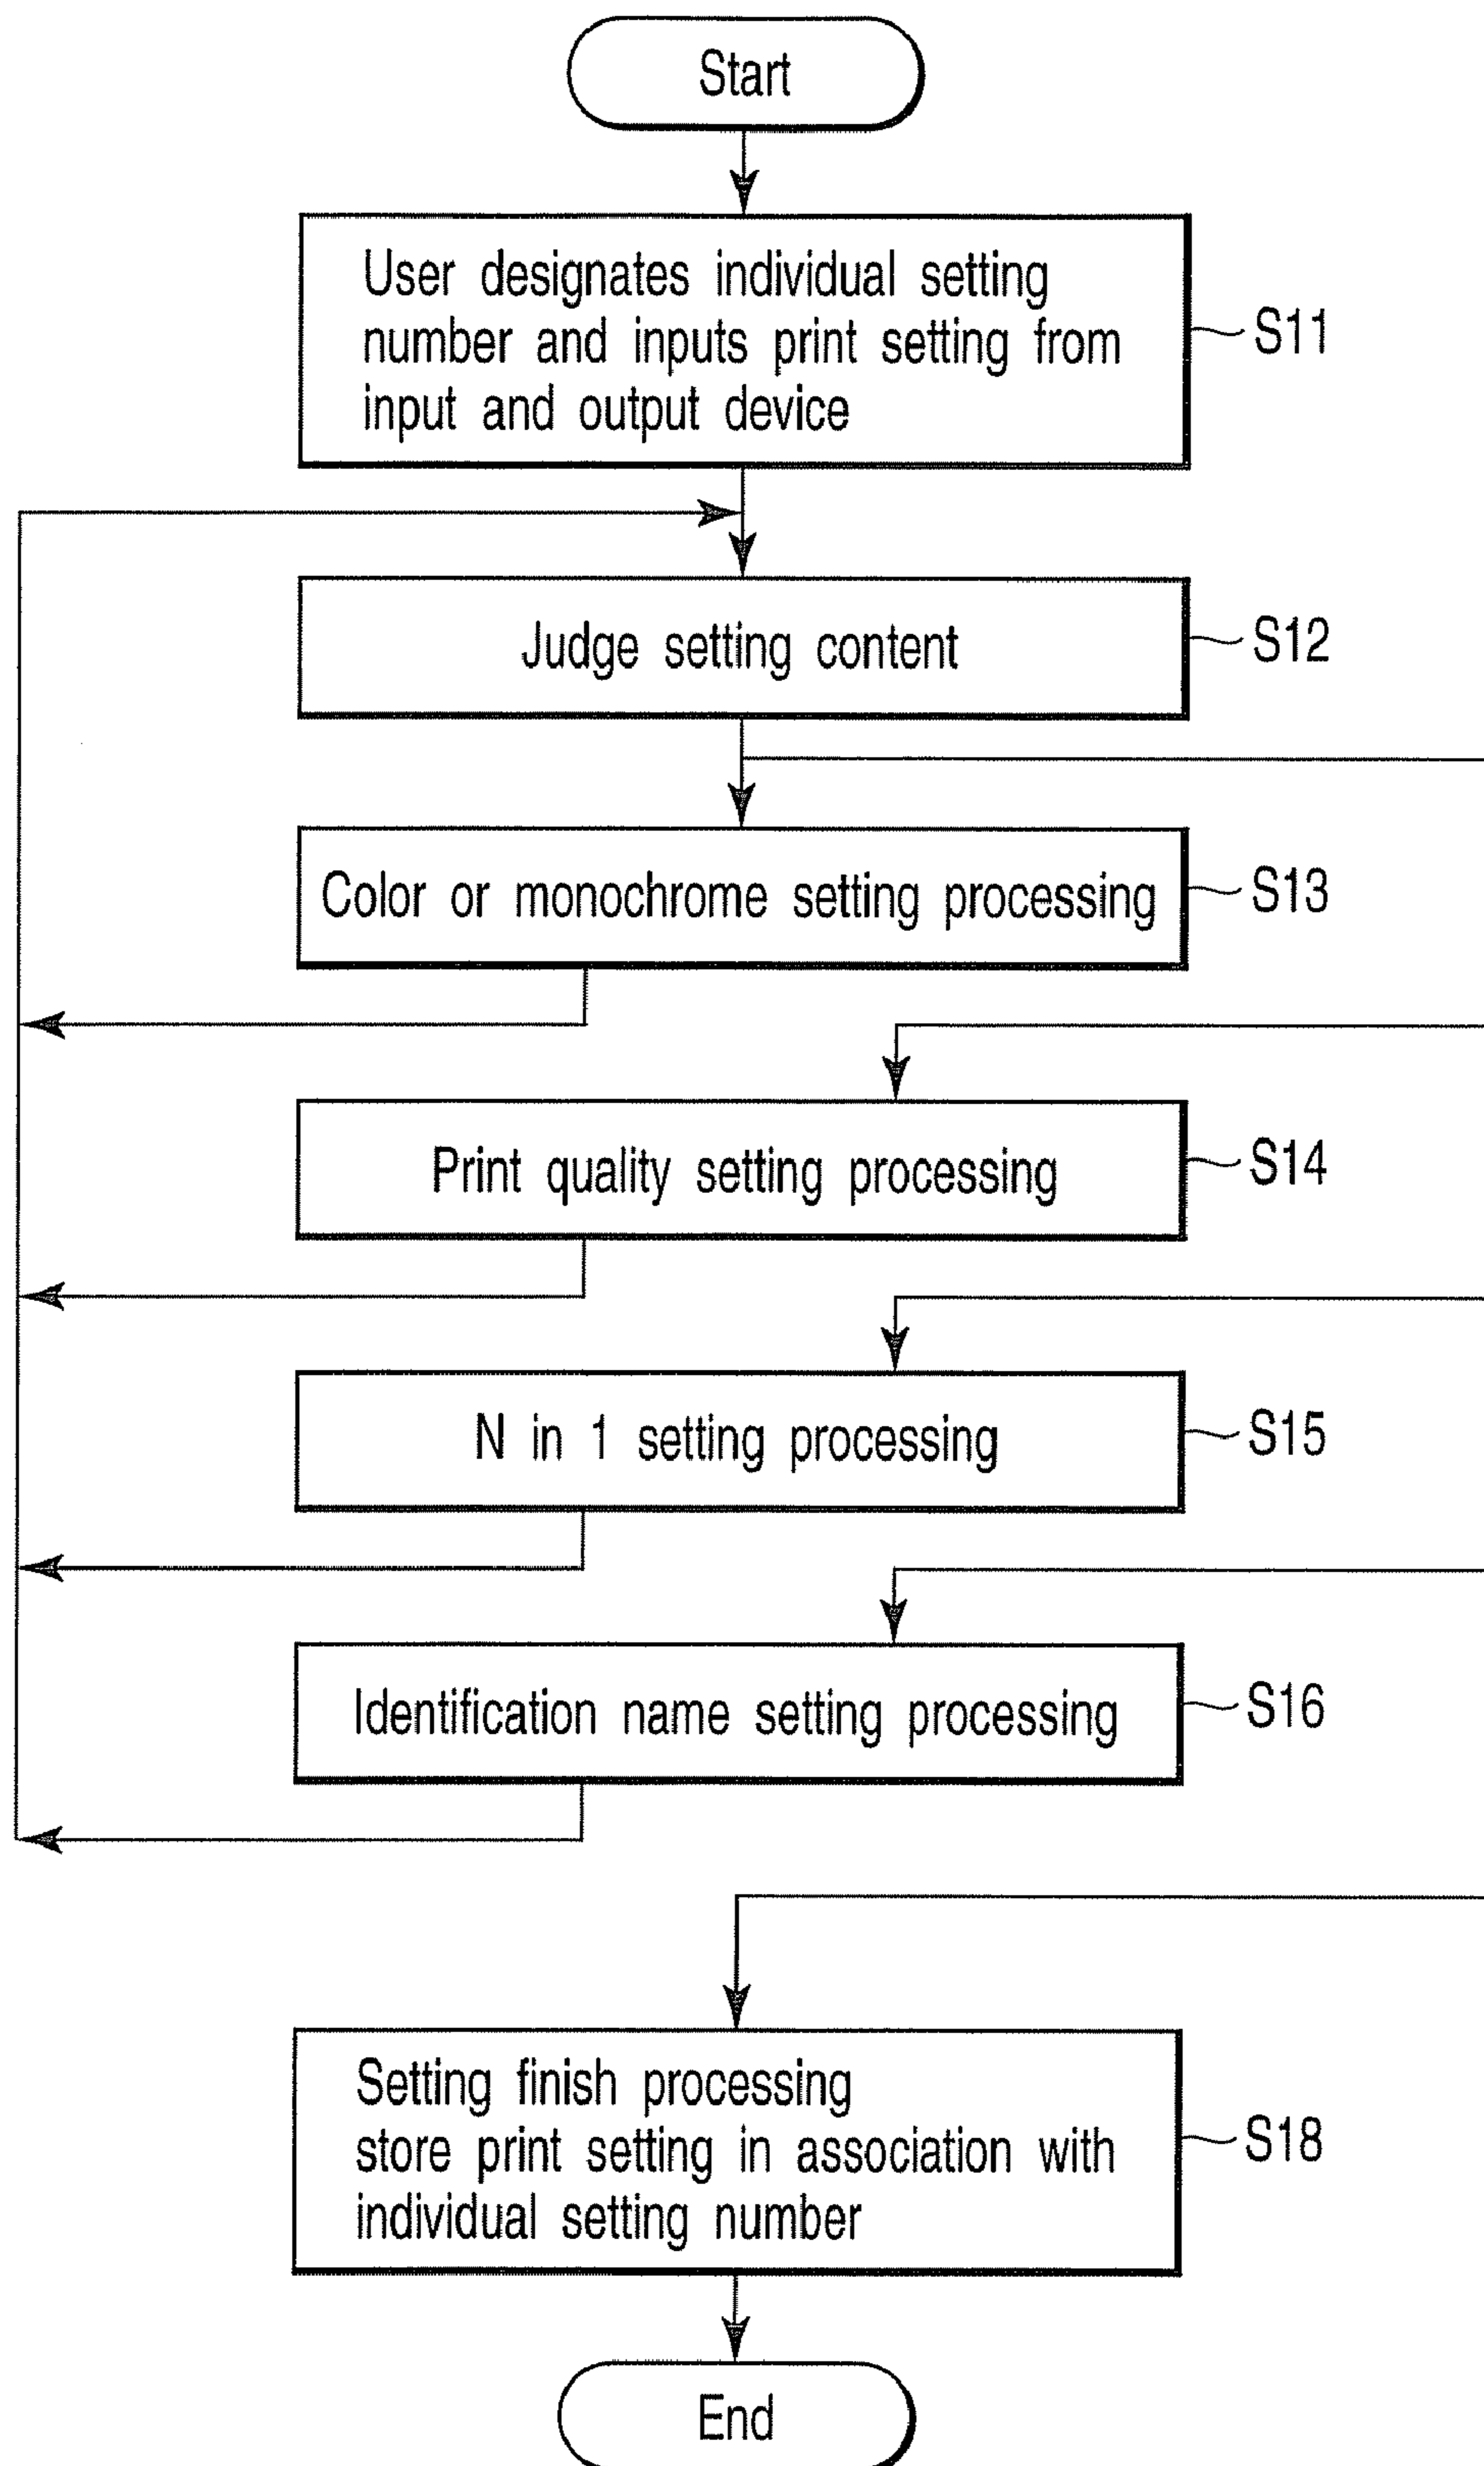 Start
User designates individual setting
number and inputs print setting from
input and output device
S11
Judge setting content
S12
Color or monochrome setting processing
S13
Print quality setting processing
S14
N in 1 setting processing
S15
Identification name setting processing
S16
Setting finish processing
store print setting in association with
individual setting number
S18
End